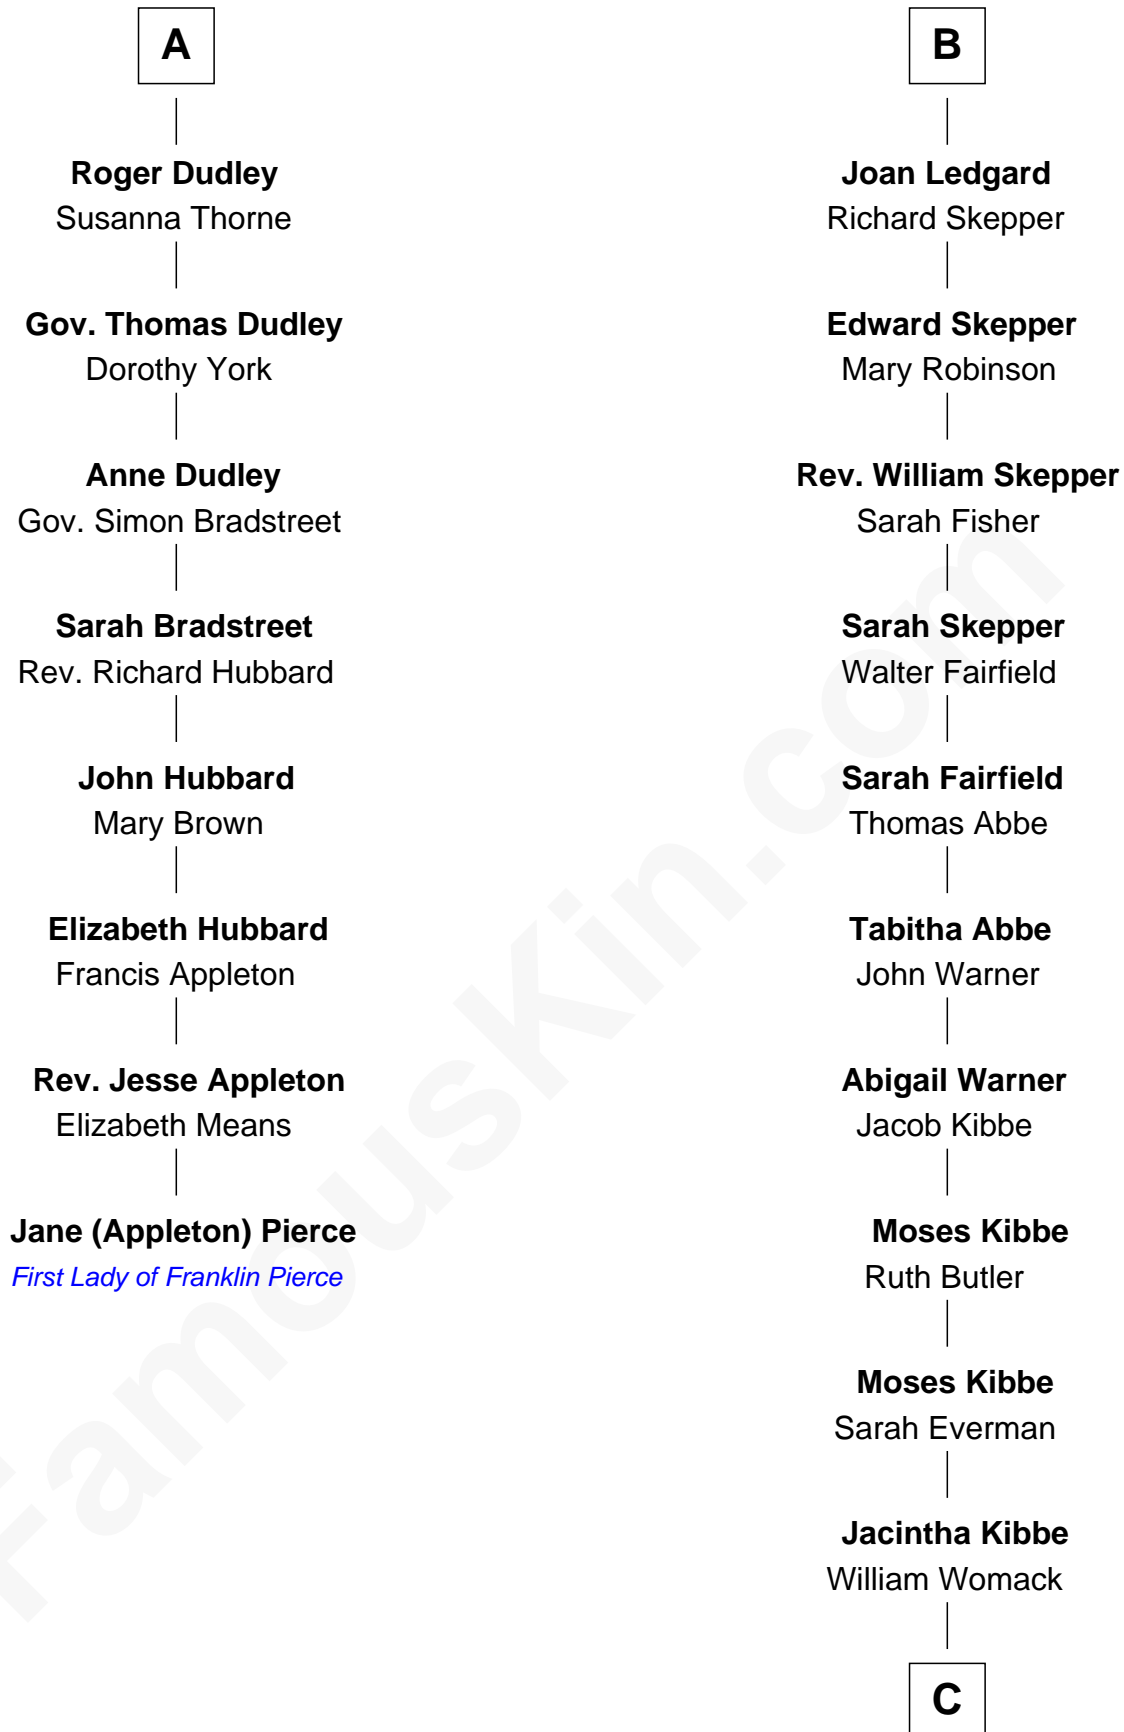 A
Roger Dudley
Susanna Thorne
Gov. Thomas Dudley
Dorothy York
Anne Dudley
Gov. Simon Bradstreet
Sarah Bradstreet
Rev. Richard Hubbard
John Hubbard
Mary Brown
Elizabeth Hubbard
Francis Appleton
Rev. Jesse Appleton
Elizabeth Means
Jane (Appleton) Pierce
First Lady of Franklin Pierce
B
Joan Ledgard
Richard Skepper
Edward Skepper
Mary Robinson
Rev. William Skepper
Sarah Fisher
Sarah Skepper
Walter Fairfield
Sarah Fairfield
Thomas Abbe
Tabitha Abbe
John Warner
Abigail Warner
Jacob Kibbe
Moses Kibbe
Ruth Butler
Moses Kibbe
Sarah Everman
Jacintha Kibbe
William Womack
C
FamousKin.com